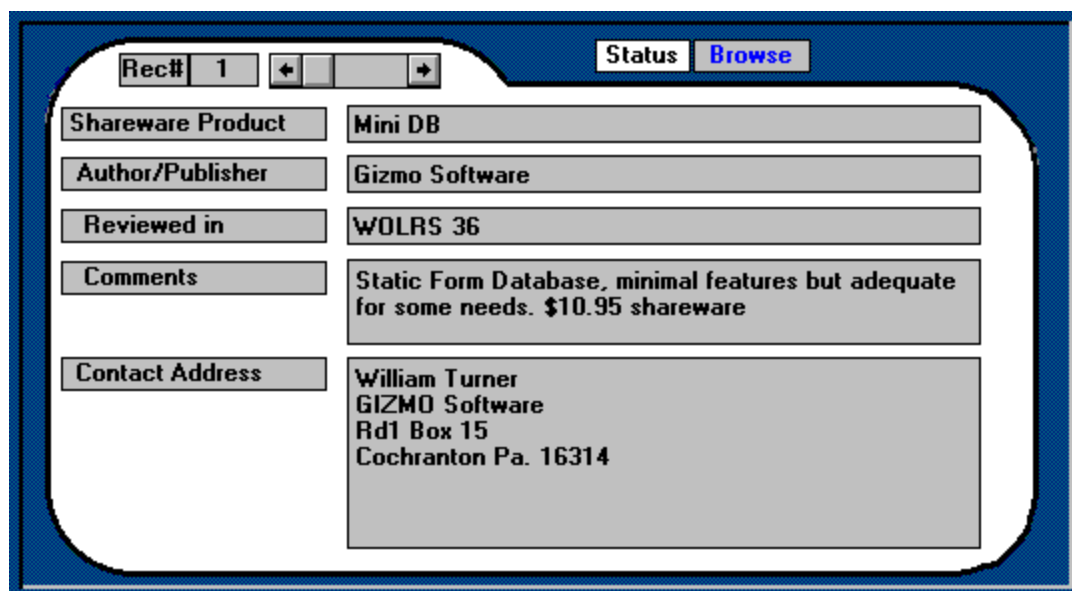 Rec# 1
Status Browse
Shareware Product Mini DB
Author/Publisher Gizmo Software
Reviewed in WOLRS 36
Comments Static Form Database, minimal features but adequate
for some needs. $10.95 shareware
Contact Address William Turner
GIZMO Software
Rd1 Box 15
Cochranton Pa. 16314